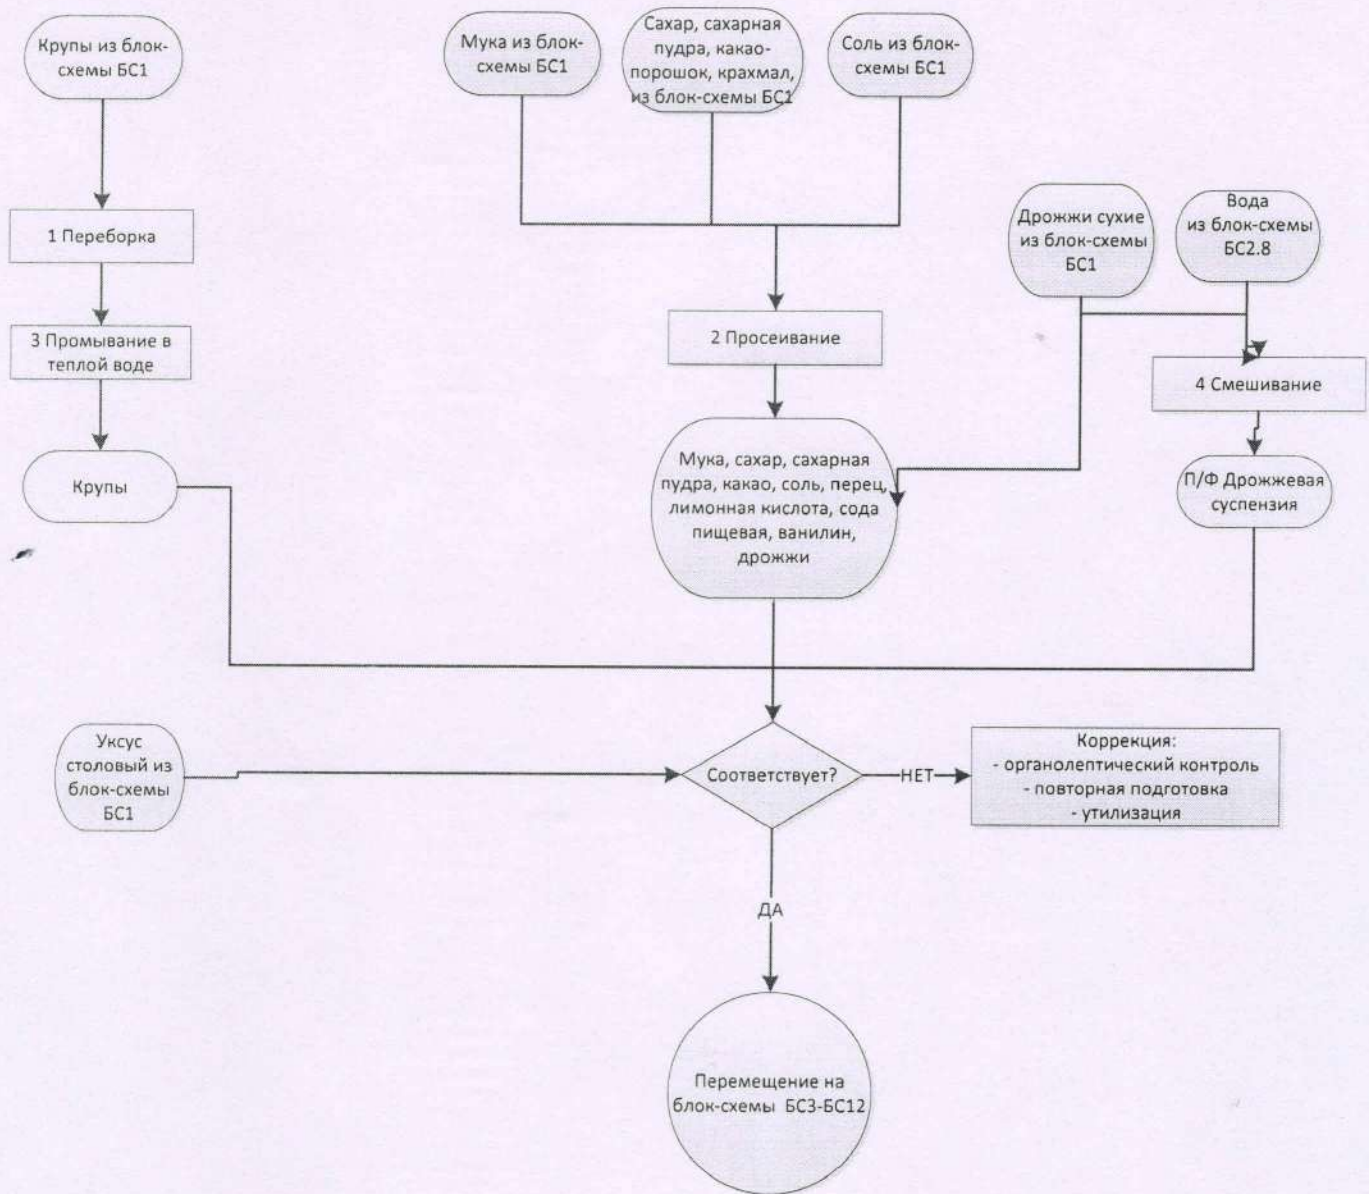 Крупы из блок-
схемы БС1
Мука из блок-
схемы БС1
Сахар, сахарная
пудра, какао-
порошок, крахмал,
из блок-схемы БС1
Соль из блок-
схемы БС1
Дрожжи сухие
из блок-схемы
БС1
Вода
из блок-схемы
БС2.8
1 Переборка
3 Промывание в
теплой воде
2 Просеивание
4 Смешивание
Крупы
Мука, сахар, сахарная
пудра, какао, соль, перец,
лимонная кислота, сода
пищевая, ванилин,
дрожжи
П/Ф Дрожжевая
суспензия
Уксус
столовый из
блок-схемы
БС1
Соответствует?
НЕТ
Коррекция:
- органолептический контроль
- повторная подготовка
- утилизация
ДА
Перемещение на
блок-схемы БС3-БС12